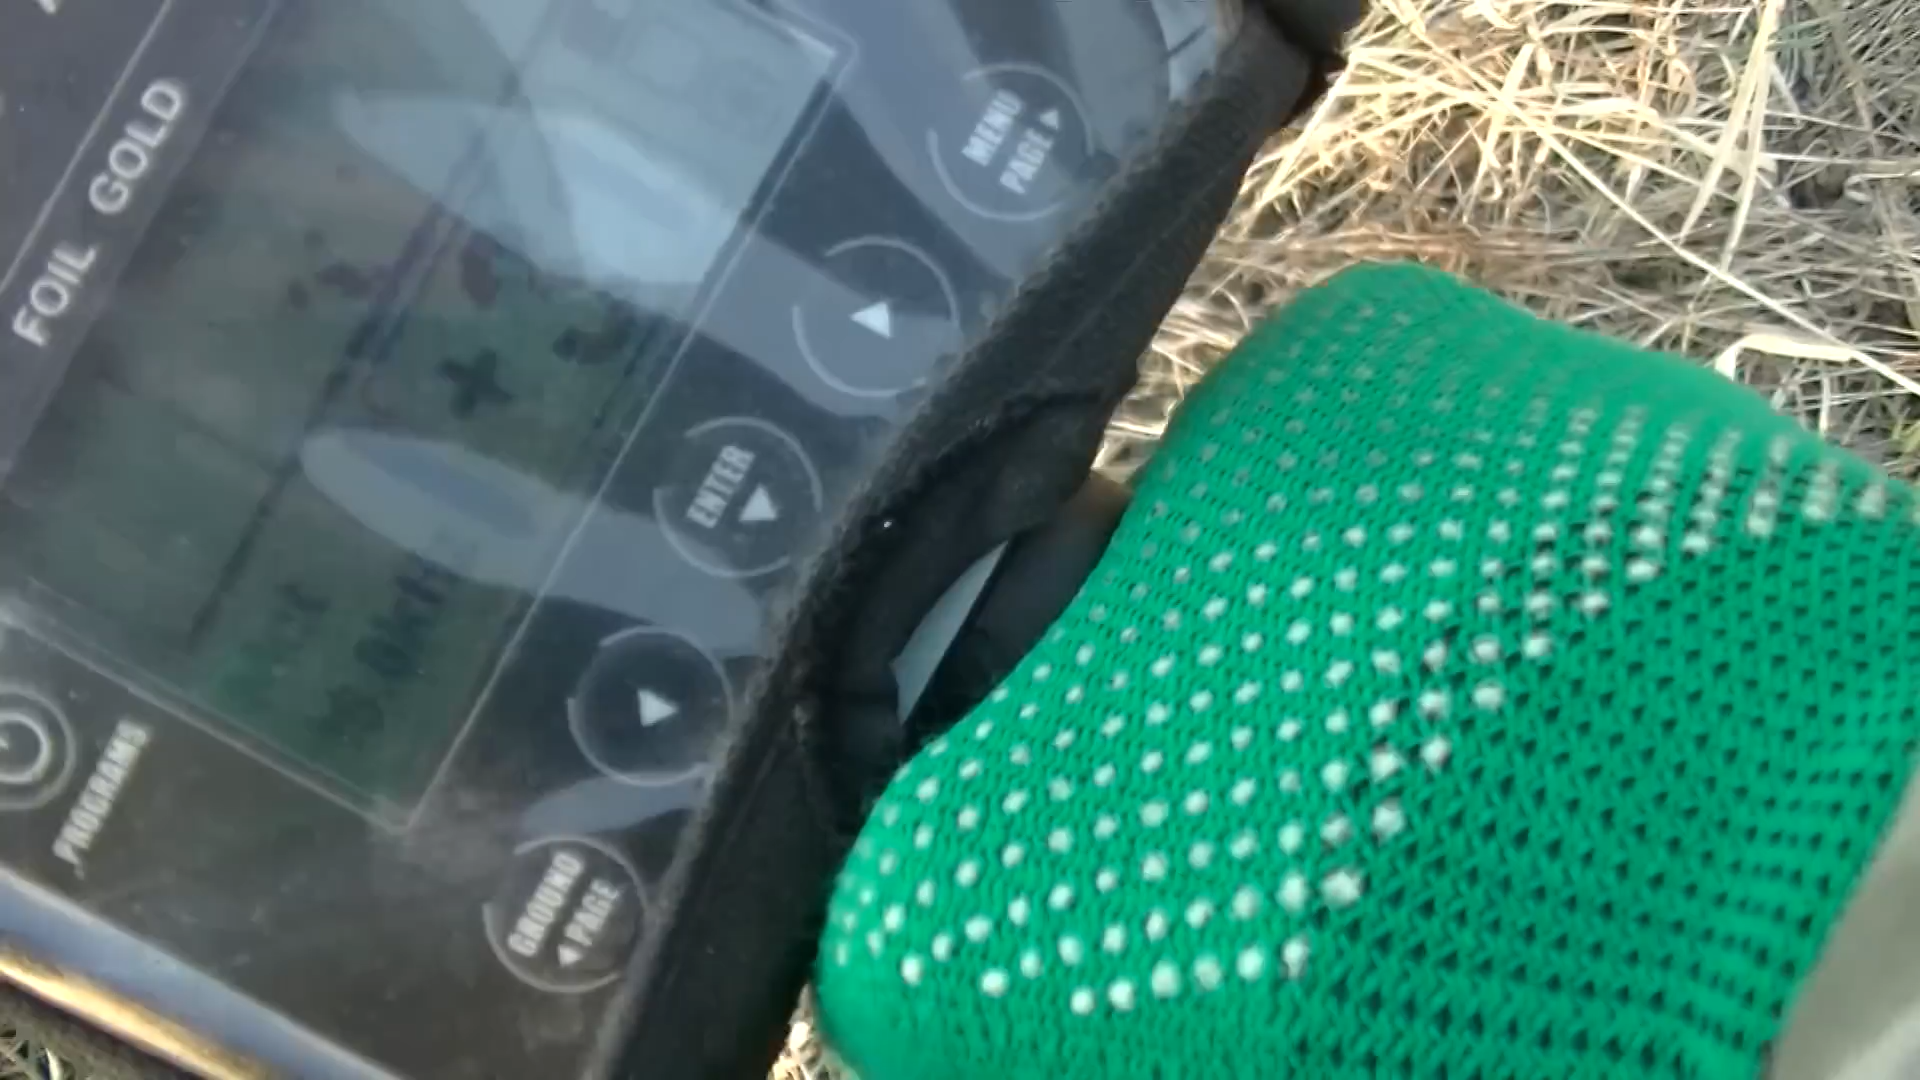 FOIL GOLD
MENU
PAGE ▲
▲
ENTER
▼
▶
PROGRAMS
GROUND
◀ PAGE